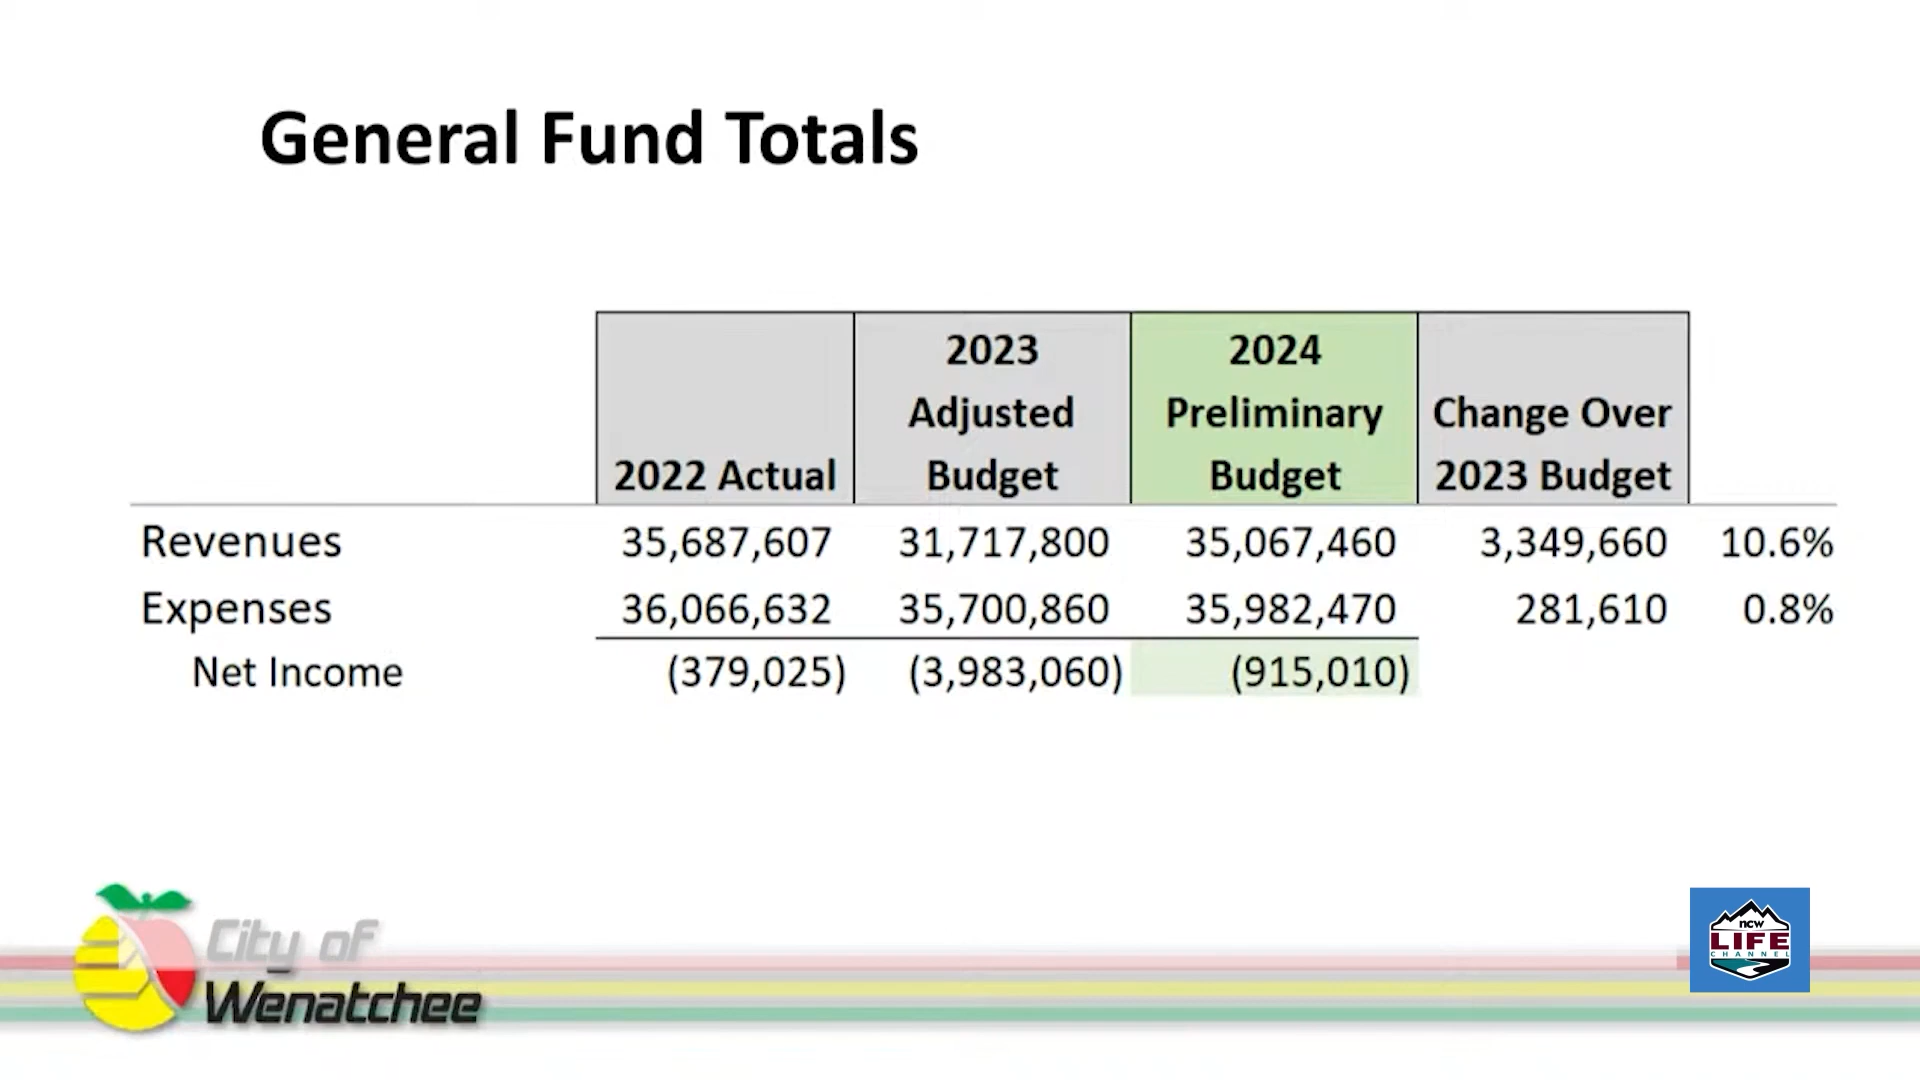 General Fund Totals
2023
2024
Adjusted
Preliminary
Change Over
2022 Actual
Budget
Budget
2023 Budget
Revenues 35,687,607 31,717,800 35,067,460 3,349,660 10.6%
Expenses 36,066,632 35,700,860 35,982,470 281,610 0.8%
Net Income (379,025) (3,983,060) (915,010)
City of
Wenatchee
ncw
LIFE
CHANNEL